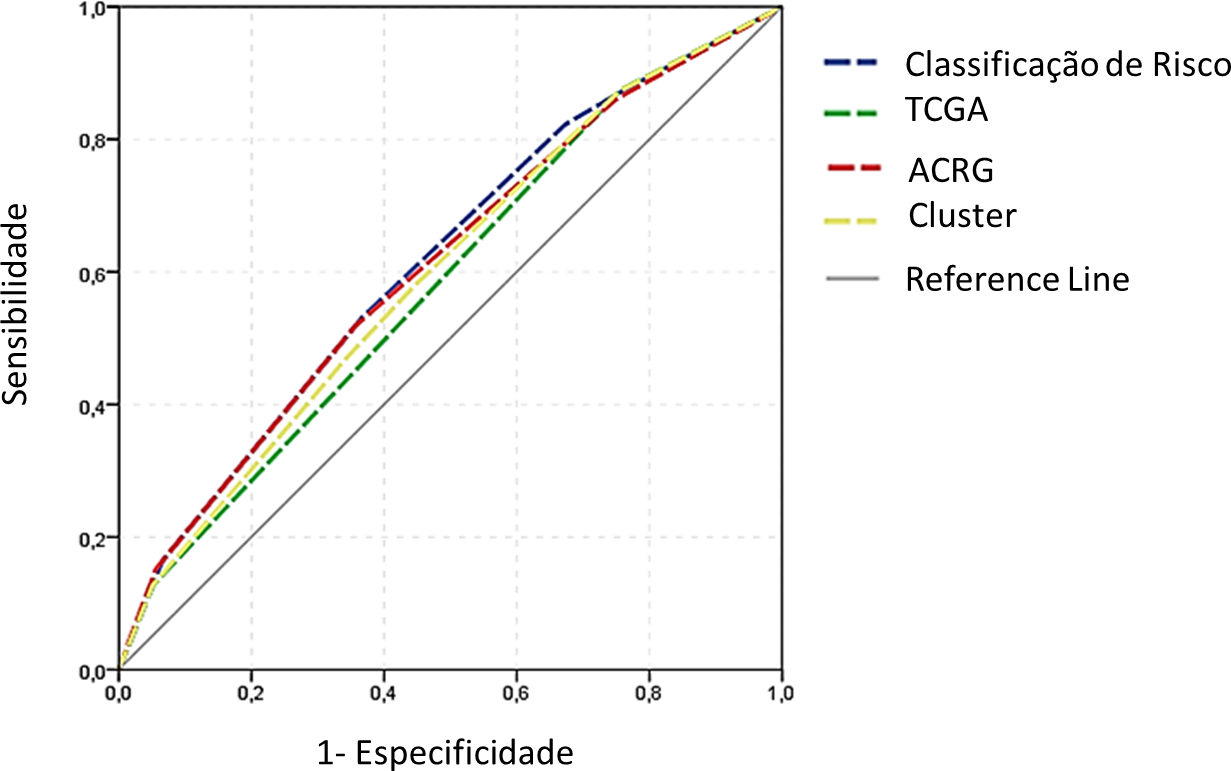 1,0
0,8
0,6
0,4
0,2
0,0
0,0 0,2 0,4 0,6 0,8 1,0
Sensibilidade
1- Especificidade
Classificação de Risco
TCGA
ACRG
Cluster
Reference Line